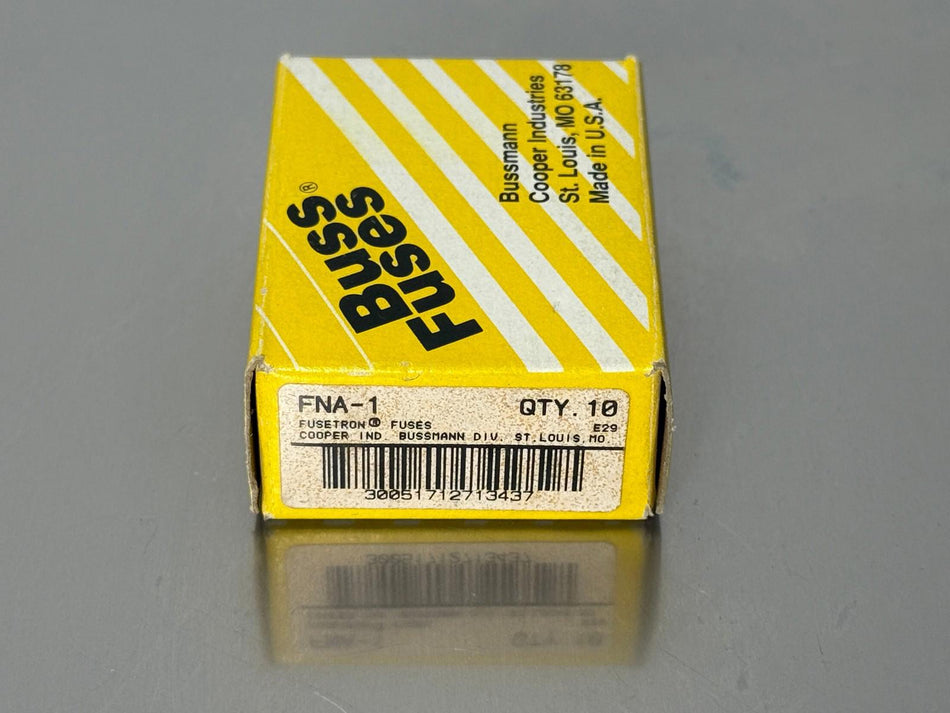 Buss®
Fuses
Bussmann
Cooper Industries
St. Louis, MO 63178
Made in U.S.A.
FNA-1 QTY. 10
FUSETRON® FUSES E29
COOPER IND. BUSSMANN DIV. ST.LOUIS,MO.
30051712713437